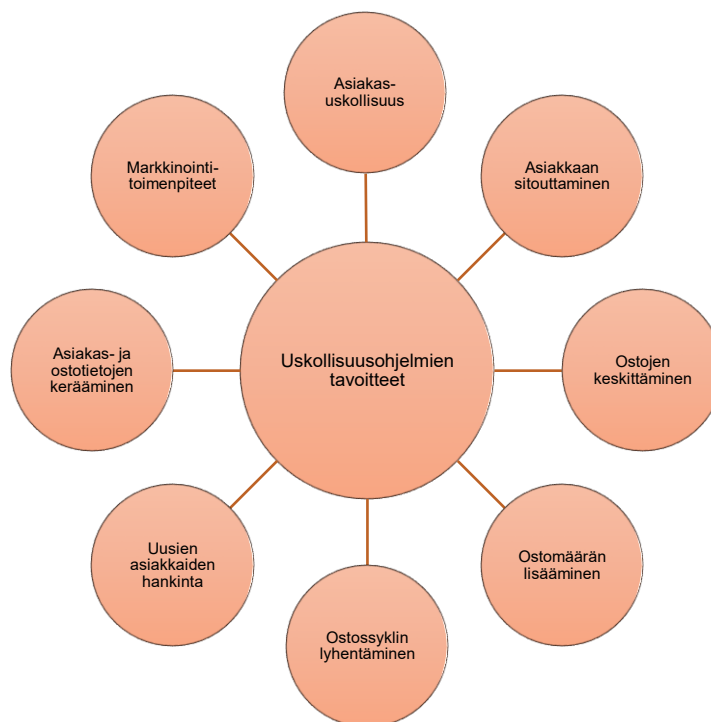 Asiakas-
uskollisuus
Asiakkaan
sitouttaminen
Ostojen
keskittäminen
Ostomäärän
lisääminen
Ostossyklin
lyhentäminen
Uusien
asiakkaiden
hankinta
Asiakas- ja
ostotietojen
kerääminen
Markkinointi-
toimenpiteet
Uskollisuusohjelmien
tavoitteet